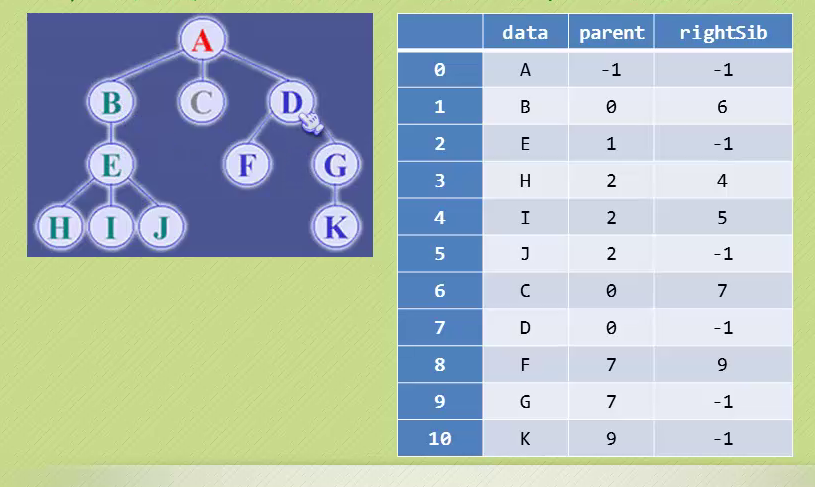 A
B C D
E F G
H I J K
data parent rightSib
0 A -1 -1
1 B 0 6
2 E 1 -1
3 H 2 4
4 I 2 5
5 J 2 -1
6 C 0 7
7 D 0 -1
8 F 7 9
9 G 7 -1
10 K 9 -1